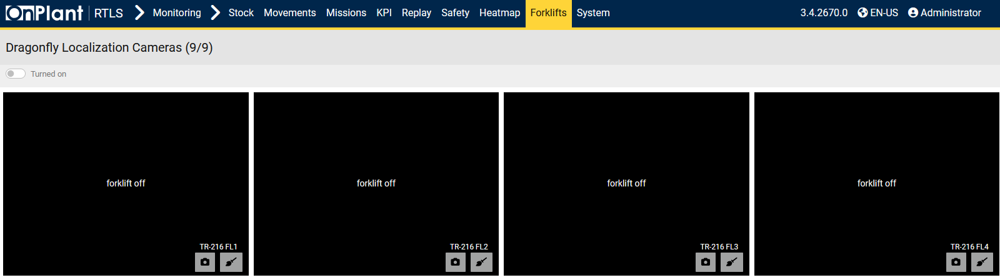 OnPlant RTLS Monitoring Stock Movements Missions KPI Replay Safety Heatmap Forklifts System 3.4.2670.0 EN-US Administrator
Dragonfly Localization Cameras (9/9)
Turned on
forklift off forklift off forklift off forklift off
TR-216 FL1 TR-216 FL2 TR-216 FL3 TR-216 FL4